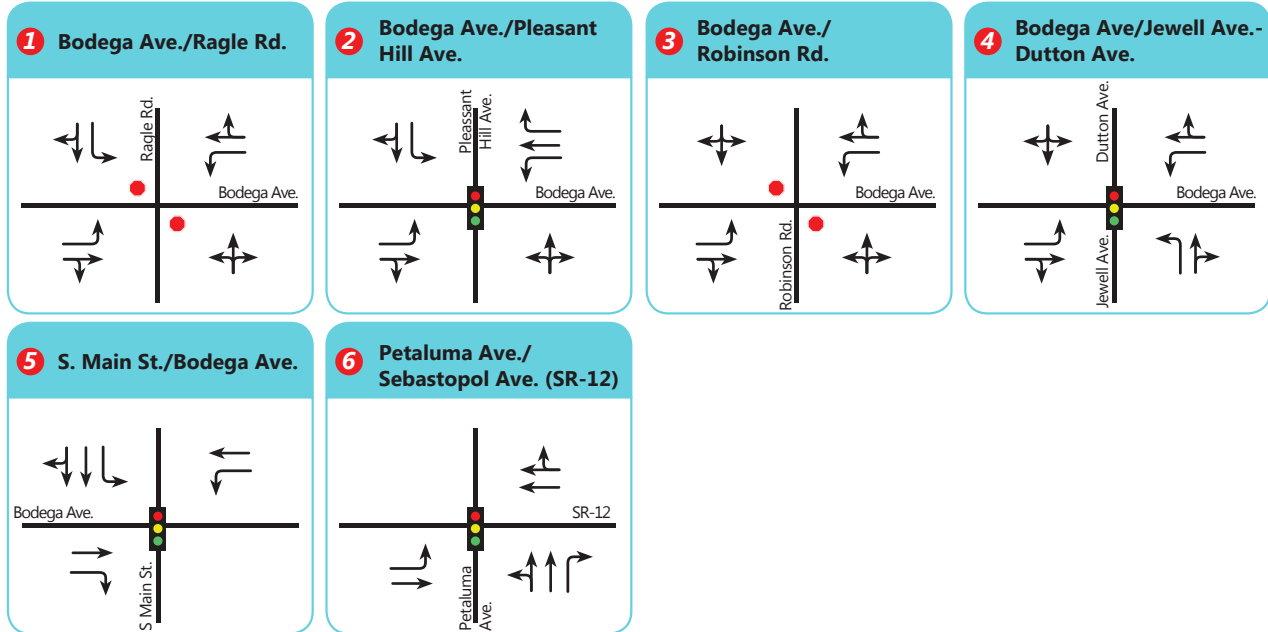 1 Bodega Ave./Ragle Rd.
Ragle Rd.
Bodega Ave.
2 Bodega Ave./Pleasant
Hill Ave.
Pleassant
Hill Ave.
Bodega Ave.
3 Bodega Ave./
Robinson Rd.
Bodega Ave.
Robinson Rd.
4 Bodega Ave/Jewell Ave.-
Dutton Ave.
Dutton Ave.
Bodega Ave.
Jewell Ave.
5 S. Main St./Bodega Ave.
Bodega Ave.
S Main St.
6 Petaluma Ave./
Sebastopol Ave. (SR-12)
SR-12
Petaluma
Ave.